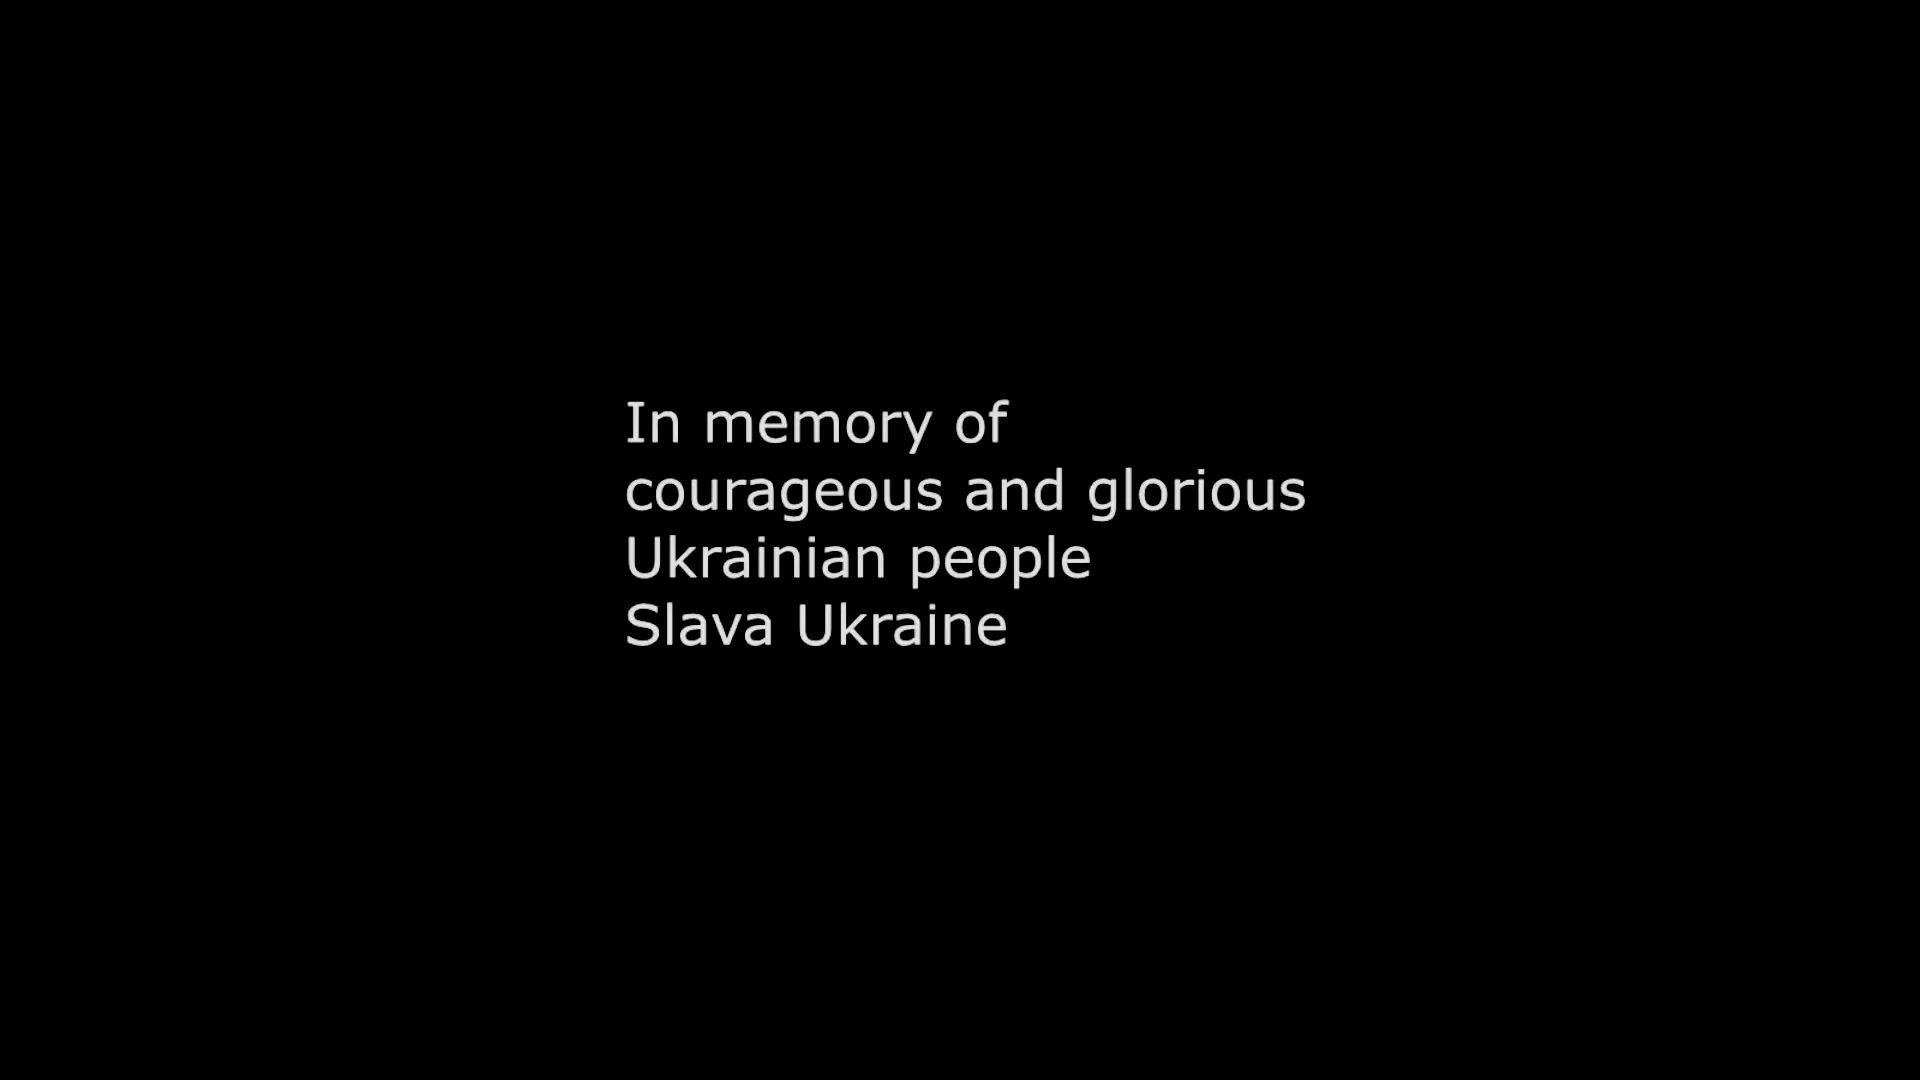 In memory of
courageous and glorious
Ukrainian people
Slava Ukraine